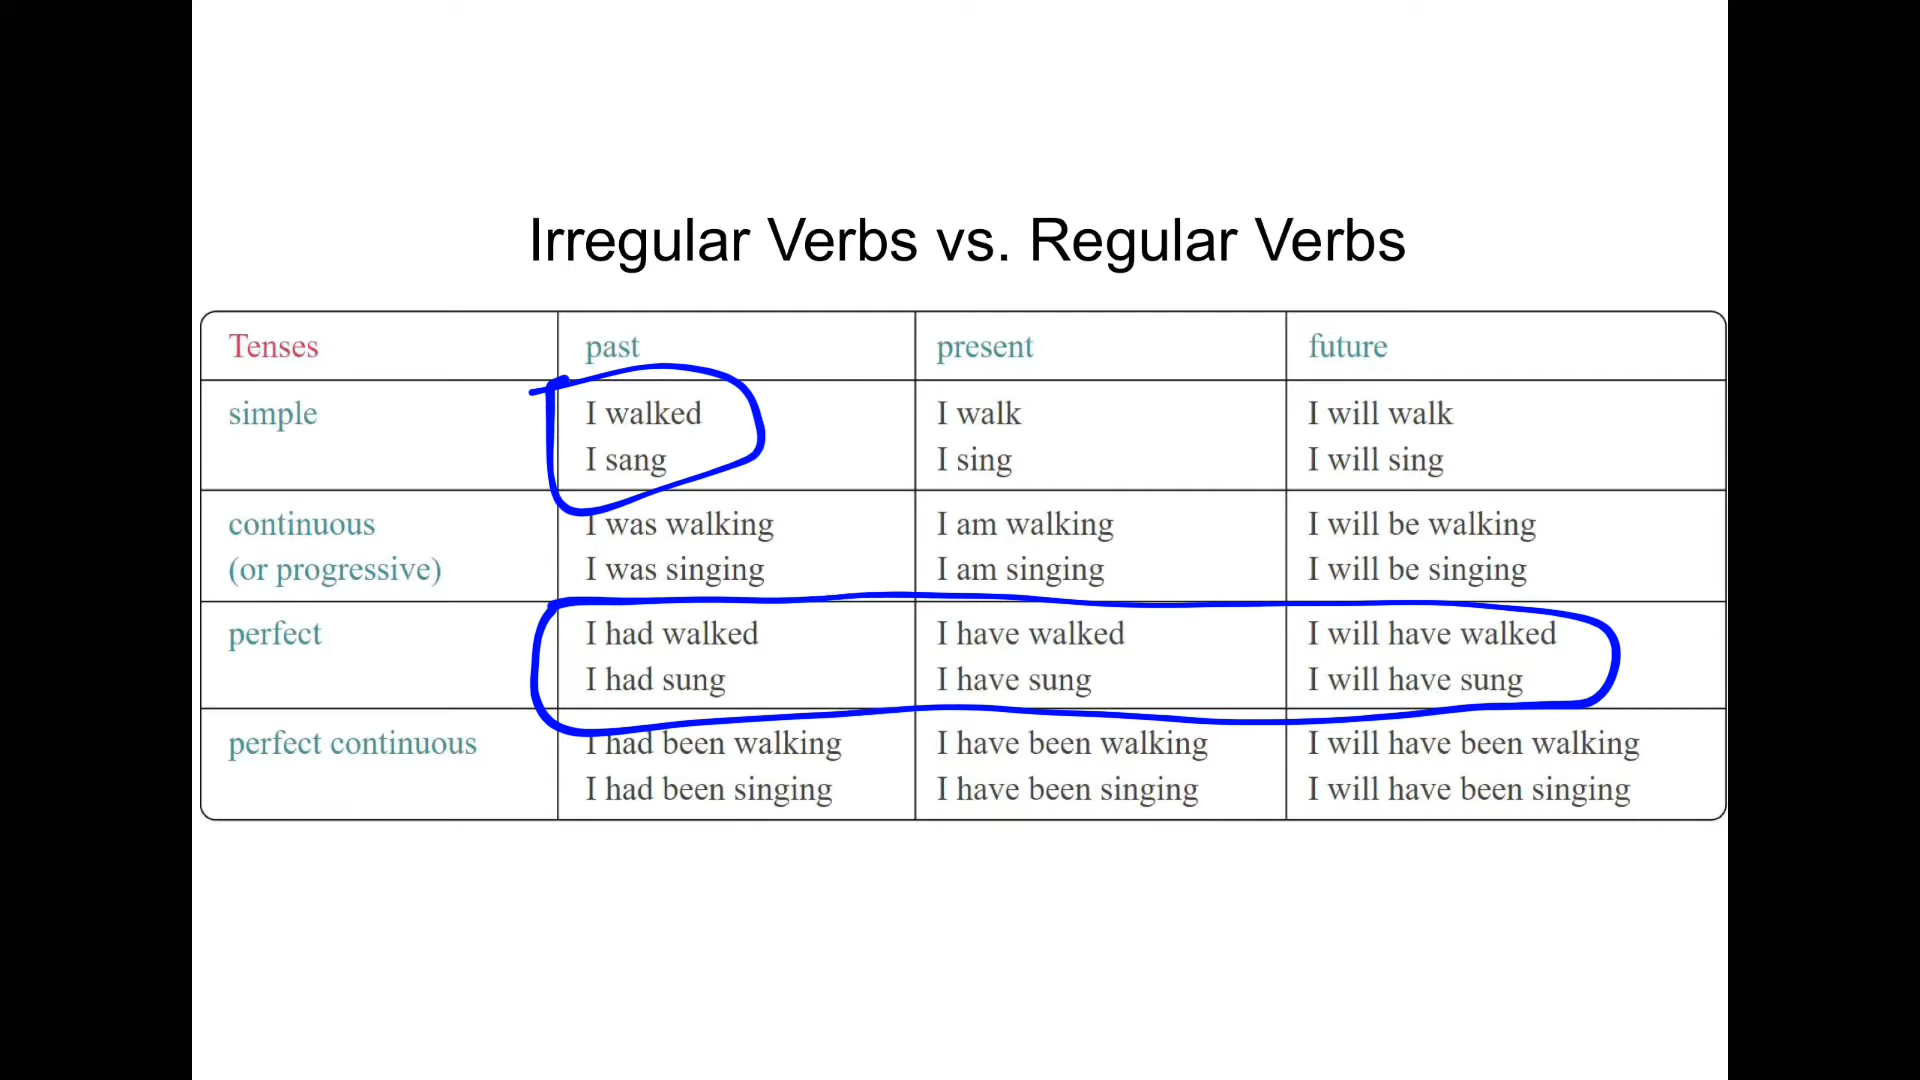 Irregular Verbs vs. Regular Verbs
Tenses past present future
simple I walked I walk I will walk
I sang I sing I will sing
continuous I was walking I am walking I will be walking
(or progressive) I was singing I am singing I will be singing
perfect I had walked I have walked I will have walked
I had sung I have sung I will have sung
perfect continuous I had been walking I have been walking I will have been walking
I had been singing I have been singing I will have been singing